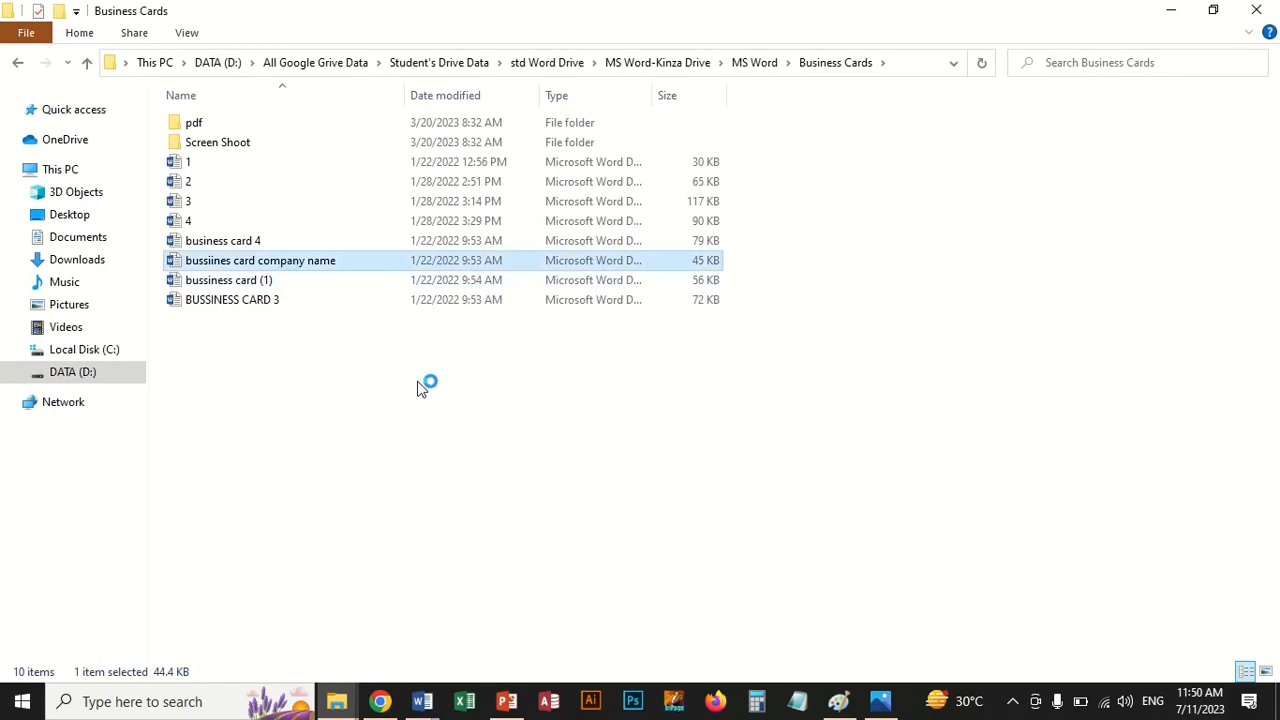 Business Cards
File Home Share View
This PC DATA (D:) All Google Grive Data Student's Drive Data std Word Drive MS Word-Kinza Drive MS Word Business Cards Search Business Cards
Name Date modified Type Size
Quick access
OneDrive
This PC
3D Objects
Desktop
Documents
Downloads
Music
Pictures
Videos
Local Disk (C:)
DATA (D:)
Network
pdf 3/20/2023 8:32 AM File folder
Screen Shoot 3/20/2023 8:32 AM File folder
1 1/22/2022 12:56 PM Microsoft Word D... 30 KB
2 1/28/2022 2:51 PM Microsoft Word D... 65 KB
3 1/28/2022 3:14 PM Microsoft Word D... 117 KB
4 1/28/2022 3:29 PM Microsoft Word D... 90 KB
business card 4 1/22/2022 9:53 AM Microsoft Word D... 79 KB
bussiines card company name 1/22/2022 9:53 AM Microsoft Word D... 45 KB
bussiness card (1) 1/22/2022 9:54 AM Microsoft Word D... 56 KB
BUSSINESS CARD 3 1/22/2022 9:53 AM Microsoft Word D... 72 KB
10 items 1 item selected 44.4 KB
Type here to search 30°C ENG 11:50 AM
7/11/2023